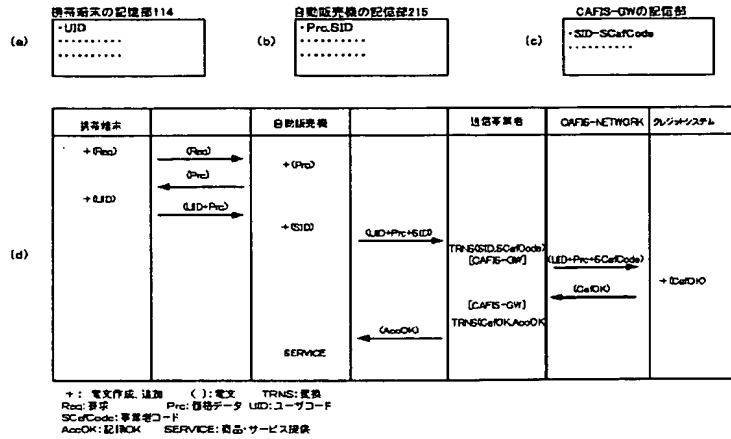 携帯端末の記憶部114
自動販売機の記憶部215
CAFIS-GWの記憶部
(a)
・UID
(b)
・Prc.SID
(c)
・SID-SCafCode
(d)
携帯端末
自動販売機
通信事業者
CAFIS-NETWORK
クレジットシステム
+(Req)
(Req)
+(Prc)
(Prc)
+(UID)
(UID+Prc)
+(SID)
(UID+Prc+SID)
TRNS(SID.SCafCode)
[CAFIS-GW]
(UID+Prc+SCafCode)
+(CafOK)
(CafOK)
[CAFIS-GW]
TRNS(CafOK.AccOK
(AccOK)
SERVICE
+: 電文作成、追加 ( ):電文 TRNS:変換
Req:要求 Prc:価格データ UID:ユーザコード
SCafCode:事業者コード
AccOK:記録OK SERVICE:商品・サービス提供